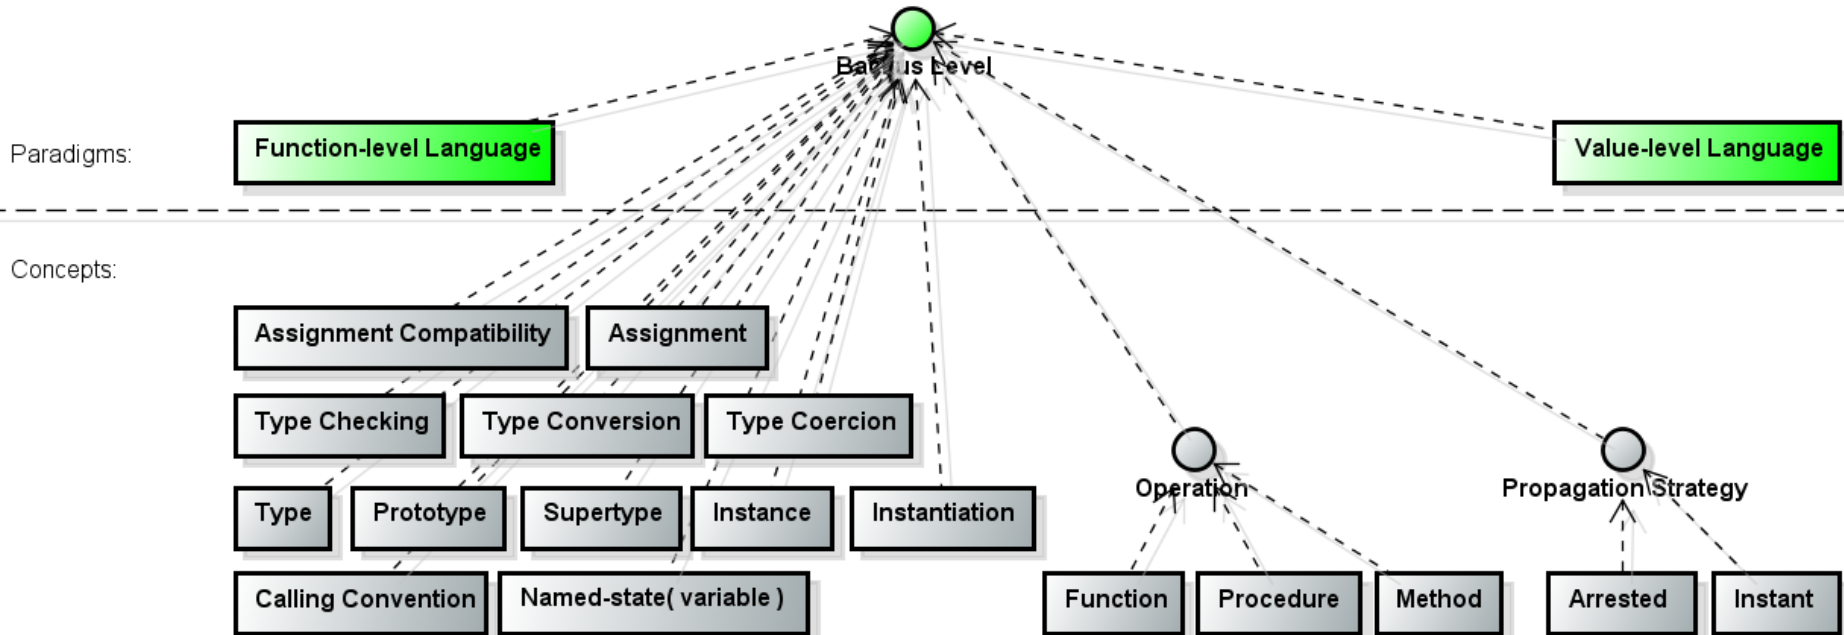 Backus Level
Paradigms:
Function-level Language
Value-level Language
Concepts:
Assignment Compatibility
Assignment
Type Checking
Type Conversion
Type Coercion
Operation
Propagation Strategy
Type
Prototype
Supertype
Instance
Instantiation
Calling Convention
Named-state( variable )
Function
Procedure
Method
Arrested
Instant